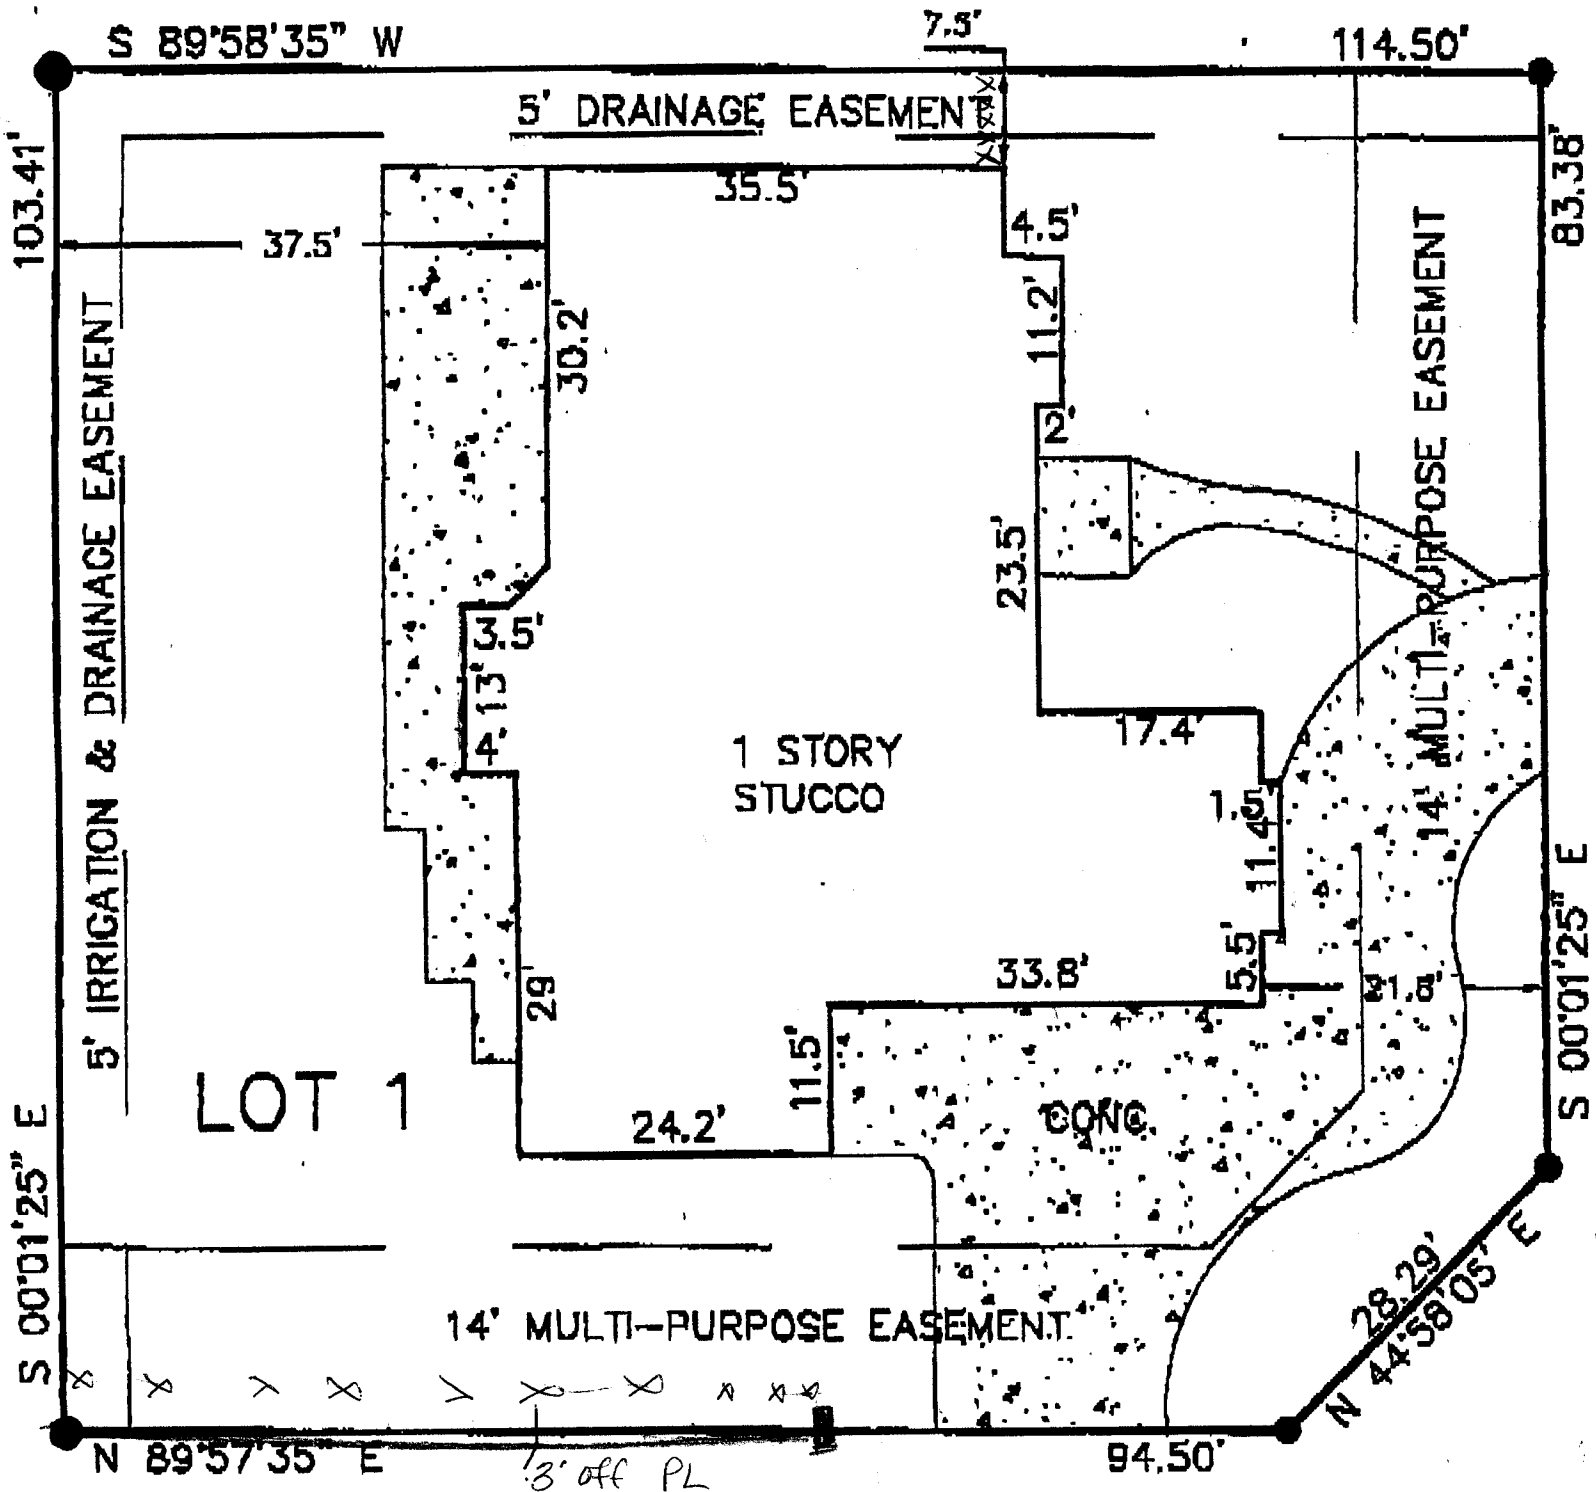 S 89°58'35" W
7.5'
114.50'
5' DRAINAGE EASEMENT
103.41'
83.38'
35.5'
4.5'
37.5'
11.2'
30.2'
2'
14' MULTI-PURPOSE EASEMENT
5' IRRIGATION & DRAINAGE EASEMENT
23.5'
3.5'
13'
4'
17.4'
1 STORY
STUCCO
1.5'
11.4'
5.5'
33.8'
29'
11.5'
LOT 1
24.2'
CONC.
S 00°01'25" E
S 00°01'25" E
14' MULTI-PURPOSE EASEMENT
28.29'
N 44°58'05" E
N 89°57'35" E
94.50'
3' off PL